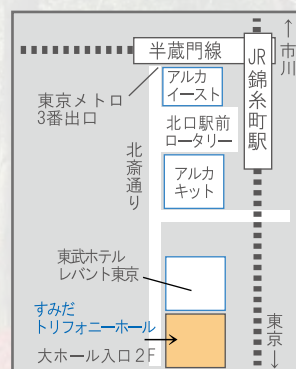 ↑市川
半蔵門線
JR錦糸町駅
アルカ
イースト
東京メトロ
3番出口
北口駅前
ロータリー
北斎通り
アルカ
キット
東武ホテル
レバント東京
すみだ
トリフォニーホール
大ホール入口2F
東京↓